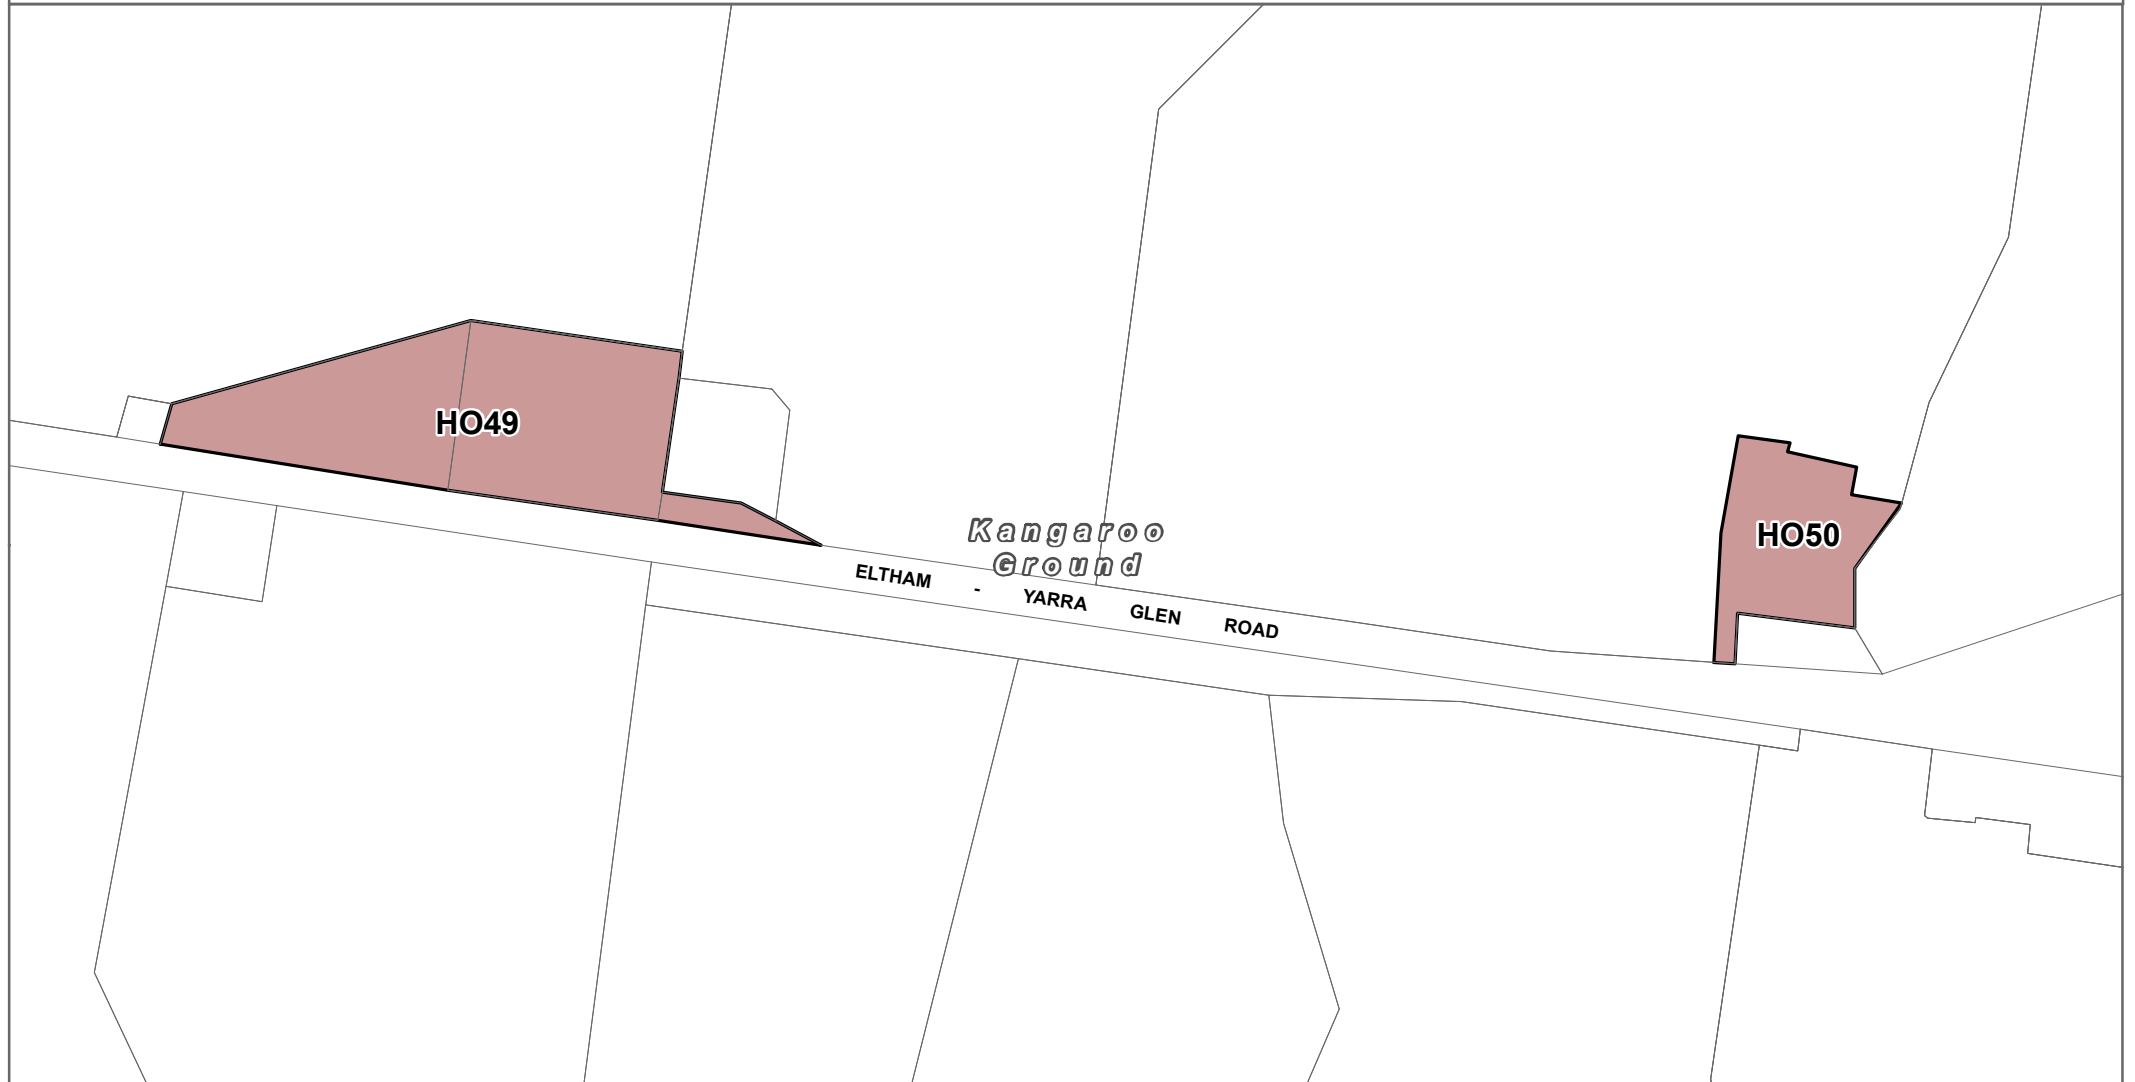 HO49
Kangaroo
Ground
HO50
ELTHAM - YARRA GLEN ROAD